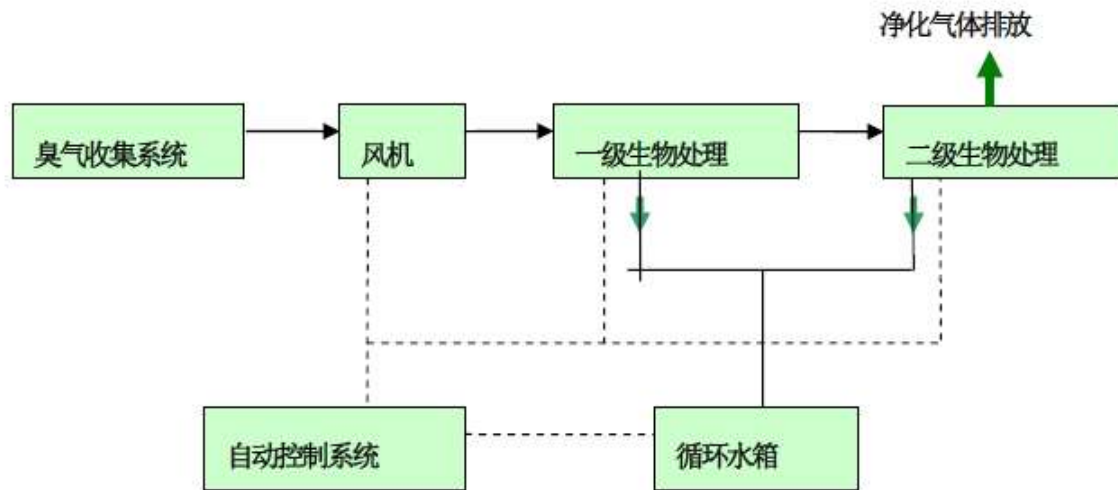 净化气体排放
臭气收集系统
风机
一级生物处理
二级生物处理
自动控制系统
循环水箱